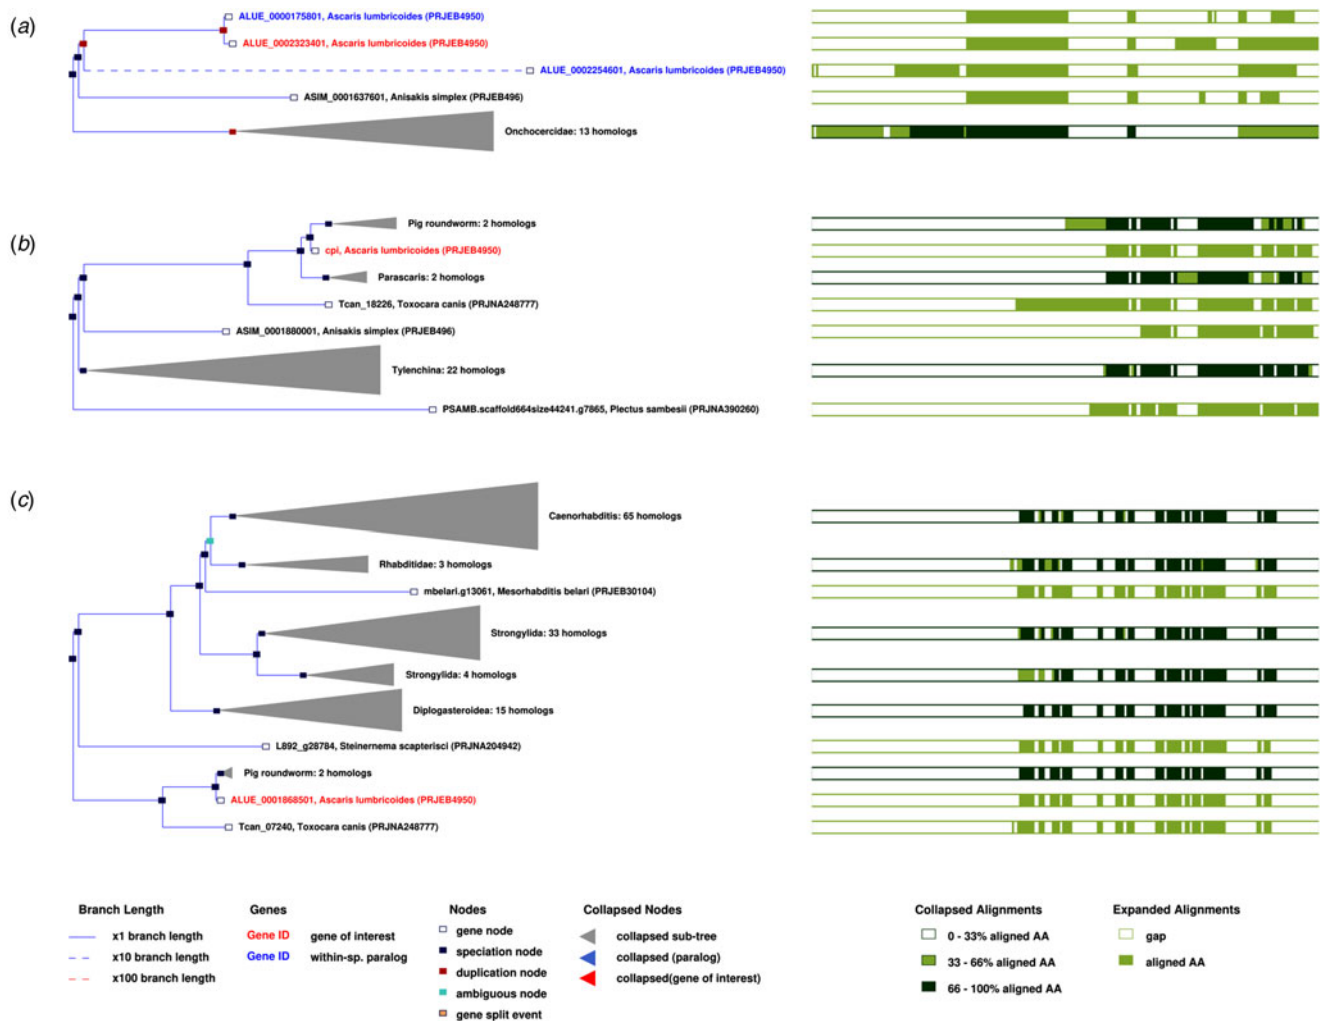 (a)
ALUE_0000175801, Ascaris lumbricoides (PRJEB4950)
ALUE_0002323401, Ascaris lumbricoides (PRJEB4950)
ALUE_0002254601, Ascaris lumbricoides (PRJEB4950)
ASIM_0001637601, Anisakis simplex (PRJEB496)
Onchocercidae: 13 homologs
(b)
Pig roundworm: 2 homologs
cpi, Ascaris lumbricoides (PRJEB4950)
Parascaris: 2 homologs
Tcan_18226, Toxocara canis (PRJNA248777)
ASIM_0001880001, Anisakis simplex (PRJEB496)
Tylenchina: 22 homologs
PSAMB.scaffold664size44241.g7865, Plectus sambesii (PRJNA390260)
(c)
Caenorhabditis: 65 homologs
Rhabditidae: 3 homologs
mbelari.g13061, Mesorhabditis belari (PRJEB30104)
Strongylida: 33 homologs
Strongylida: 4 homologs
Diplogasteroidea: 15 homologs
L892_g28784, Steinernema scapterisci (PRJNA204942)
Pig roundworm: 2 homologs
ALUE_0001868501, Ascaris lumbricoides (PRJEB4950)
Tcan_07240, Toxocara canis (PRJNA248777)
Branch Length
x1 branch length
x10 branch length
x100 branch length
Genes
Gene ID gene of interest
Gene ID within-sp. paralog
Nodes
gene node
speciation node
duplication node
ambiguous node
gene split event
Collapsed Nodes
collapsed sub-tree
collapsed (paralog)
collapsed(gene of interest)
Collapsed Alignments
0 - 33% aligned AA
33 - 66% aligned AA
66 - 100% aligned AA
Expanded Alignments
gap
aligned AA